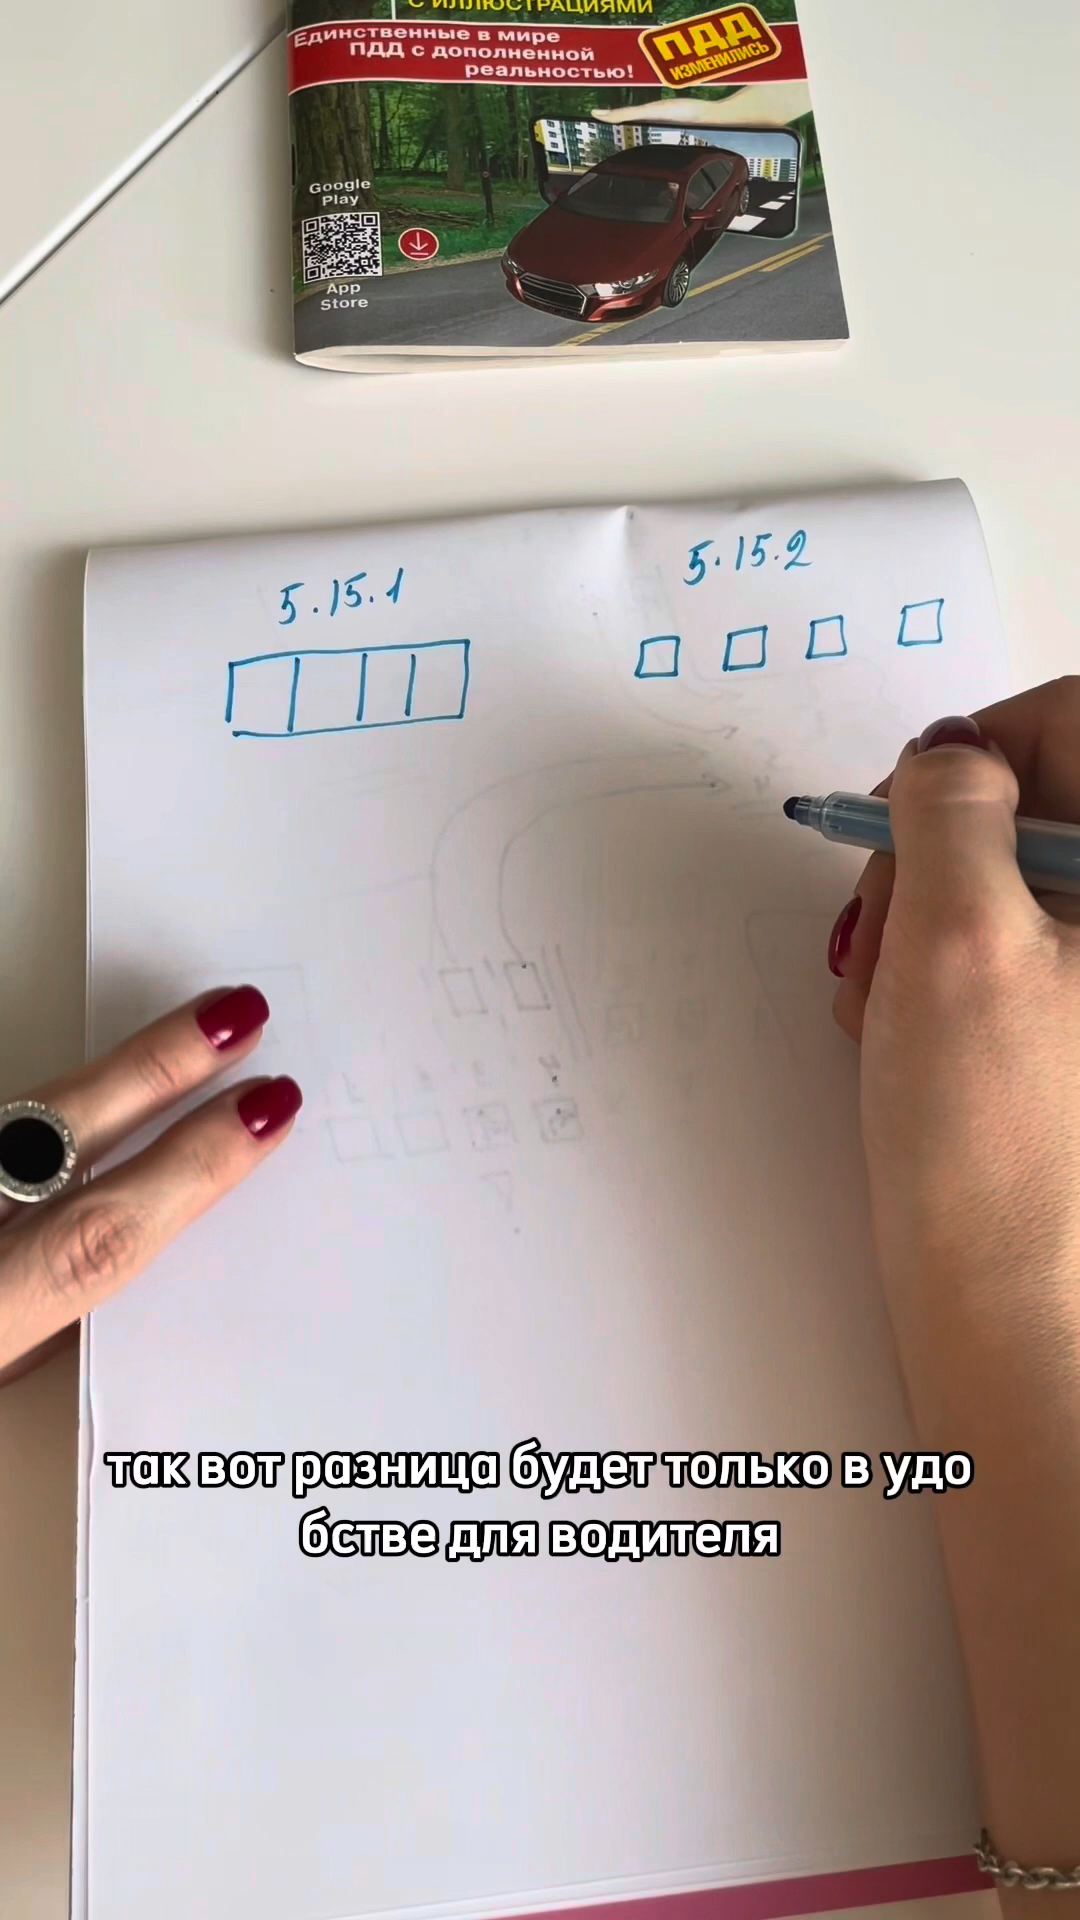 С ИЛЛЮСТРАЦИЯМИ
Единственные в мире
ПДД с дополненной
реальностью!
ПДД
ИЗМЕНИЛИСЬ
Google
Play
App
Store
5.15.1
5.15.2
так вот разница будет только в удо
бстве для водителя